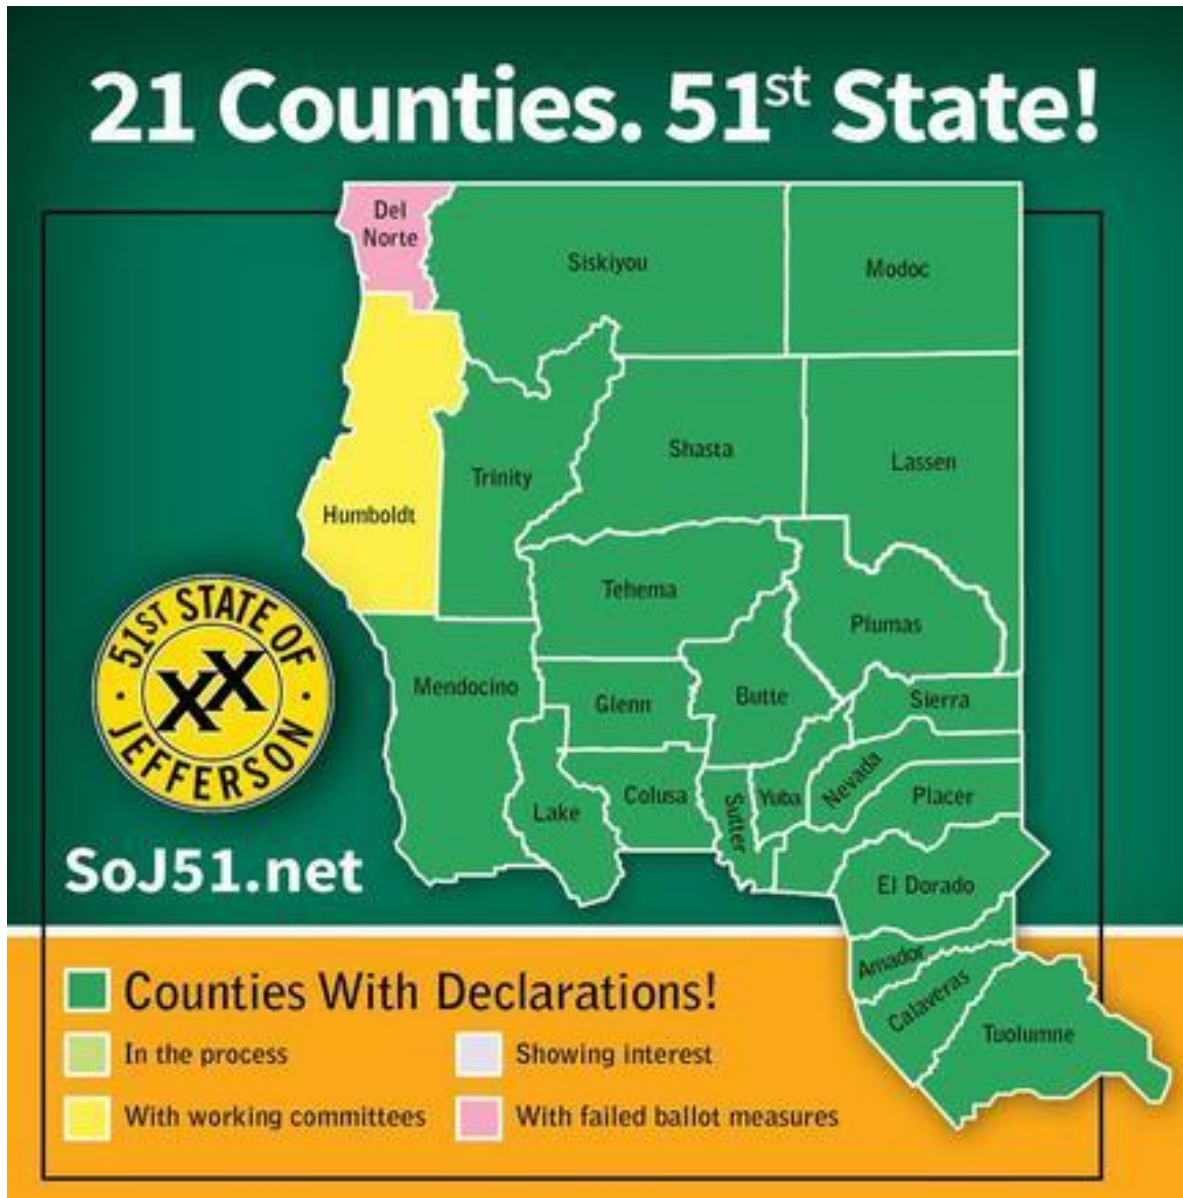 21 Counties. 51st State!
Del
Norte
Siskiyou
Modoc
Shasta
Lassen
Trinity
Humboldt
Tehema
Plumas
Mendocino
Glenn
Butte
Sierra
Lake
Colusa
Sutter
Yuba
Nevada
Placer
El Dorado
Amador
Calaveras
Tuolumne
51ST STATE OF
XX
JEFFERSON
SoJ51.net
Counties With Declarations!
In the process
Showing interest
With working committees
With failed ballot measures